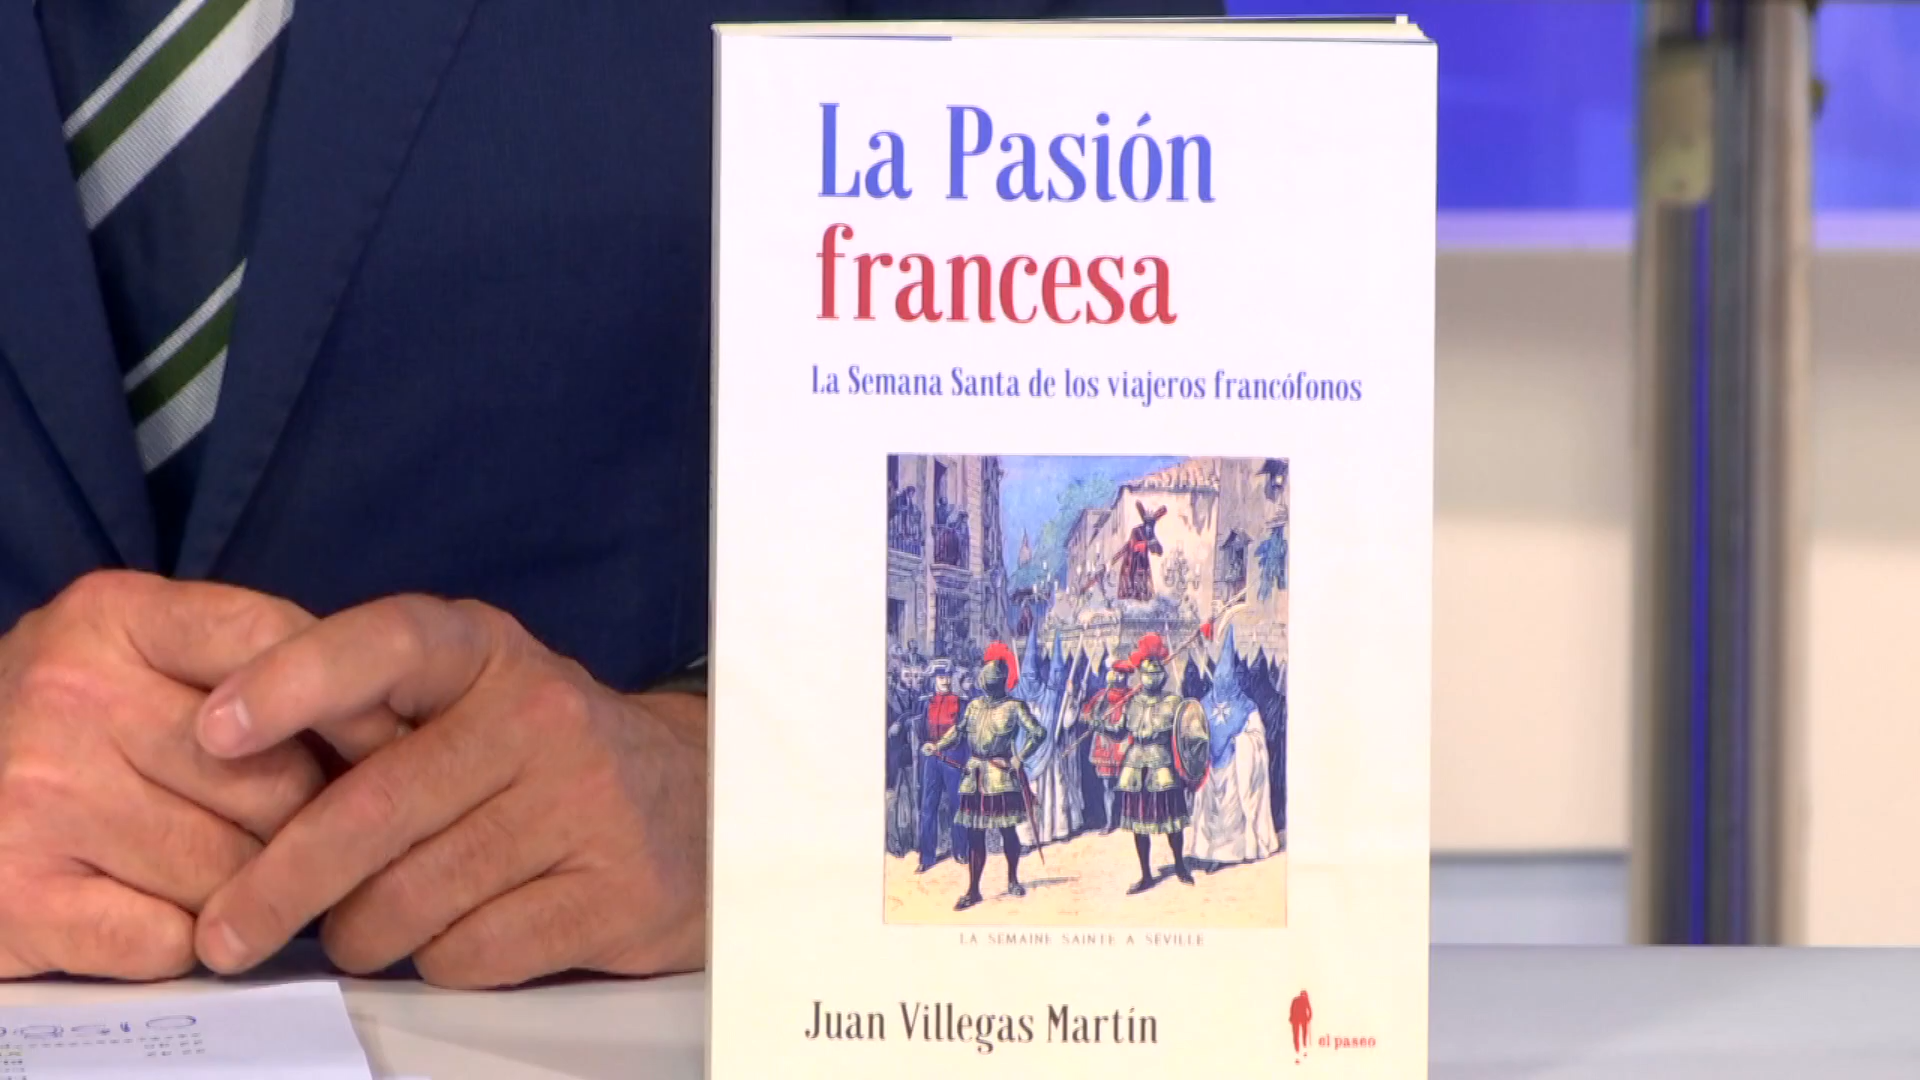 La Pasión
francesa
La Semana Santa de los viajeros francófonos
LA SEMAINE SAINTE A SEVILLE
Juan Villegas Martín
el paseo